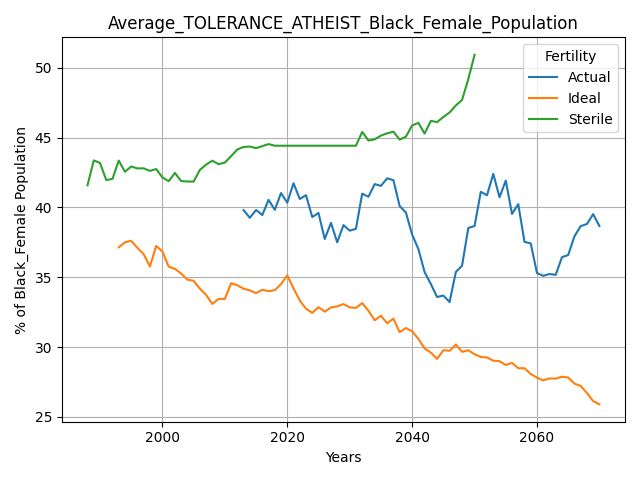 Average_TOLERANCE_ATHEIST_Black_Female_Population
Fertility
Actual
Ideal
Sterile
% of Black_Female Population
50
45
40
35
30
25
2000
2020
2040
2060
Years